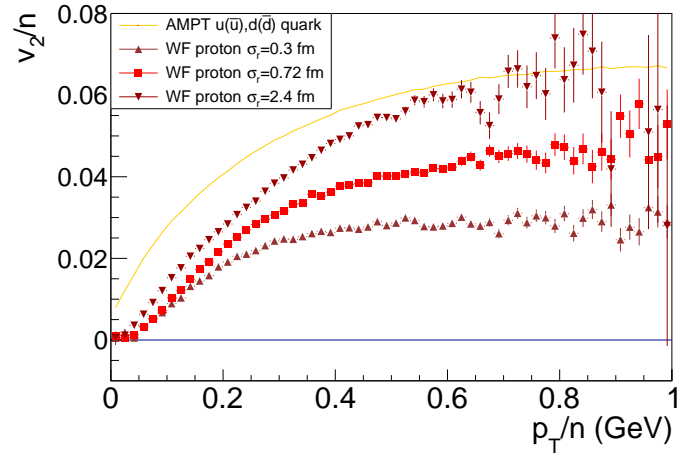 v₂/n
0.08
0.06
0.04
0.02
0
AMPT u(ū),d(d̄) quark
WF proton σᵣ=0.3 fm
WF proton σᵣ=0.72 fm
WF proton σᵣ=2.4 fm
0 0.2 0.4 0.6 0.8 1
p_T/n (GeV)